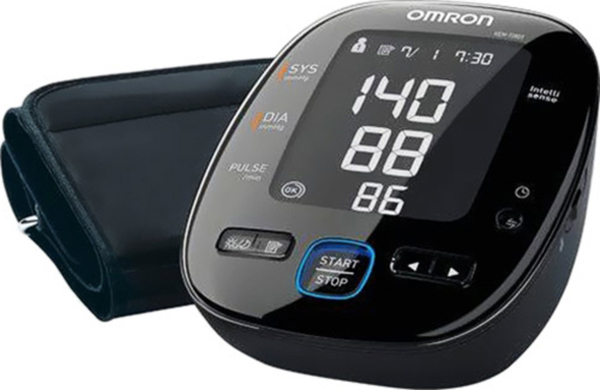 OMRON
7/ 1 7:30
SYS
mmHg
140
Intelli
sense
DIA
mmHg
88
PULSE
/min
86
OK
START
STOP